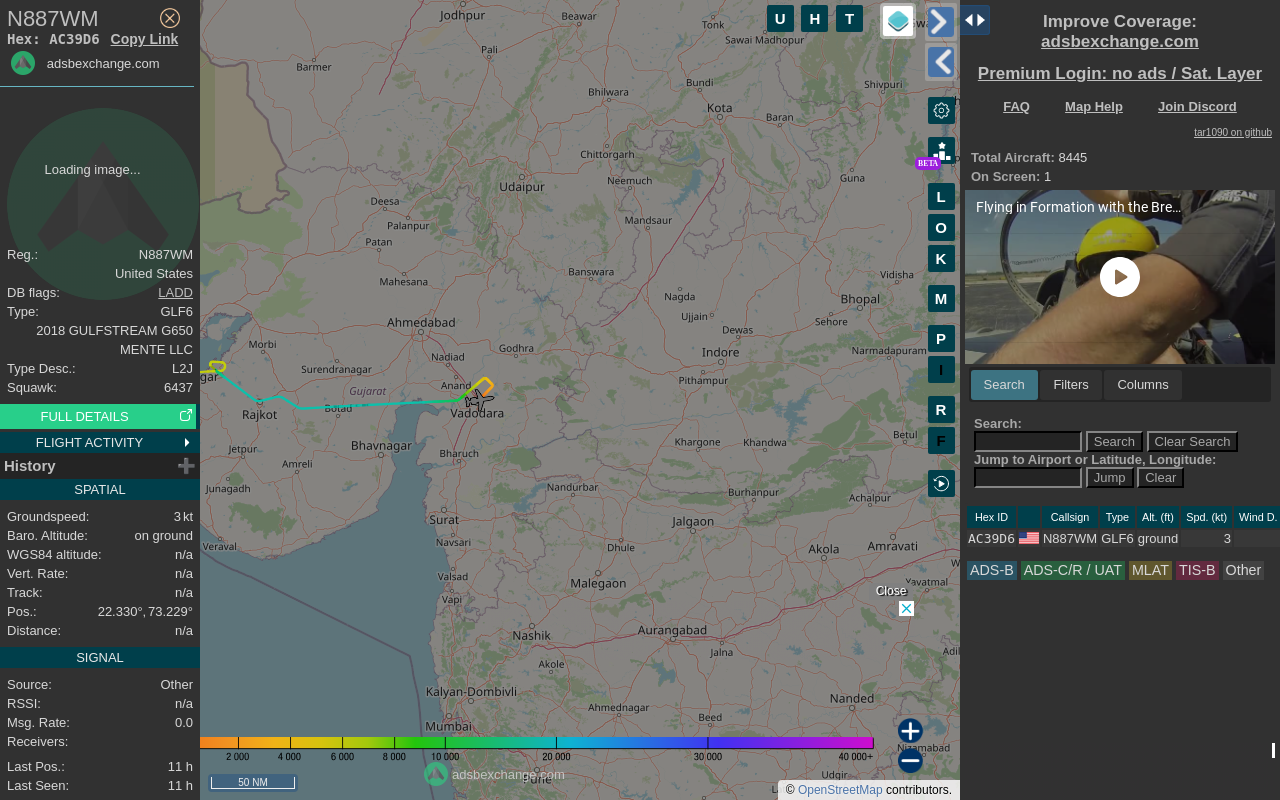 N887WM
Hex: AC39D6 Copy Link
adsbexchange.com
Loading image...
Reg.: N887WM
United States
DB flags: LADD
Type: GLF6
2018 GULFSTREAM G650
MENTE LLC
Type Desc.: L2J
Squawk: 6437
FULL DETAILS
FLIGHT ACTIVITY
History
SPATIAL
Groundspeed: 3 kt
Baro. Altitude: on ground
WGS84 altitude: n/a
Vert. Rate: n/a
Track: n/a
Pos.: 22.330°, 73.229°
Distance: n/a
SIGNAL
Source: Other
RSSI: n/a
Msg. Rate: 0.0
Receivers:
Last Pos.: 11 h
Last Seen: 11 h
Jodhpur
Beawar
Tonk
Sawai Madhopur
Pali
Barmer
Bundi
Shivpuri
Bhilwara
Kota
Baran
Chittorgarh
Udaipur
Neemuch
Guna
Deesa
Mandsaur
Palanpur
Patan
Banswara
Vidisha
Mahesana
Nagda
Bhopal
Ujjain
Sehore
Ahmedabad
Dewas
Morbi
Godhra
Indore
Narmadapuram
Nadiad
Surendranagar
gar
Anand
Pithampur
Gujarat
Rajkot
Botad
Vadodara
Betul
Bhavnagar
Khargone
Khandwa
Jetpur
Bharuch
Amreli
Junagadh
Nandurbar
Burhanpur
Achalpur
Surat
Jalgaon
Navsari
Veraval
Dhule
Akola
Amravati
Valsad
Malegaon
Yavatmal
Vapi
Nashik
Aurangabad
Jalna
Akole
Adil
Kalyan-Dombivli
Nanded
Ahmednagar
Beed
Mumbai
Nizamabad
Pune
Udgir
U H T
BETA
L
O
K
M
P
I
R
F
Close
2 000 4 000 6 000 8 000 10 000 20 000 30 000 40 000+
adsbexchange.com
50 NM
© OpenStreetMap contributors.
Improve Coverage:
adsbexchange.com
Premium Login: no ads / Sat. Layer
FAQ Map Help Join Discord
tar1090 on github
Total Aircraft: 8445
On Screen: 1
Flying in Formation with the Bre...
Search Filters Columns
Search:
Search Clear Search
Jump to Airport or Latitude, Longitude:
Jump Clear
Hex ID Callsign Type Alt. (ft) Spd. (kt) Wind D.
AC39D6 N887WM GLF6 ground 3
ADS-B ADS-C/R / UAT MLAT TIS-B Other